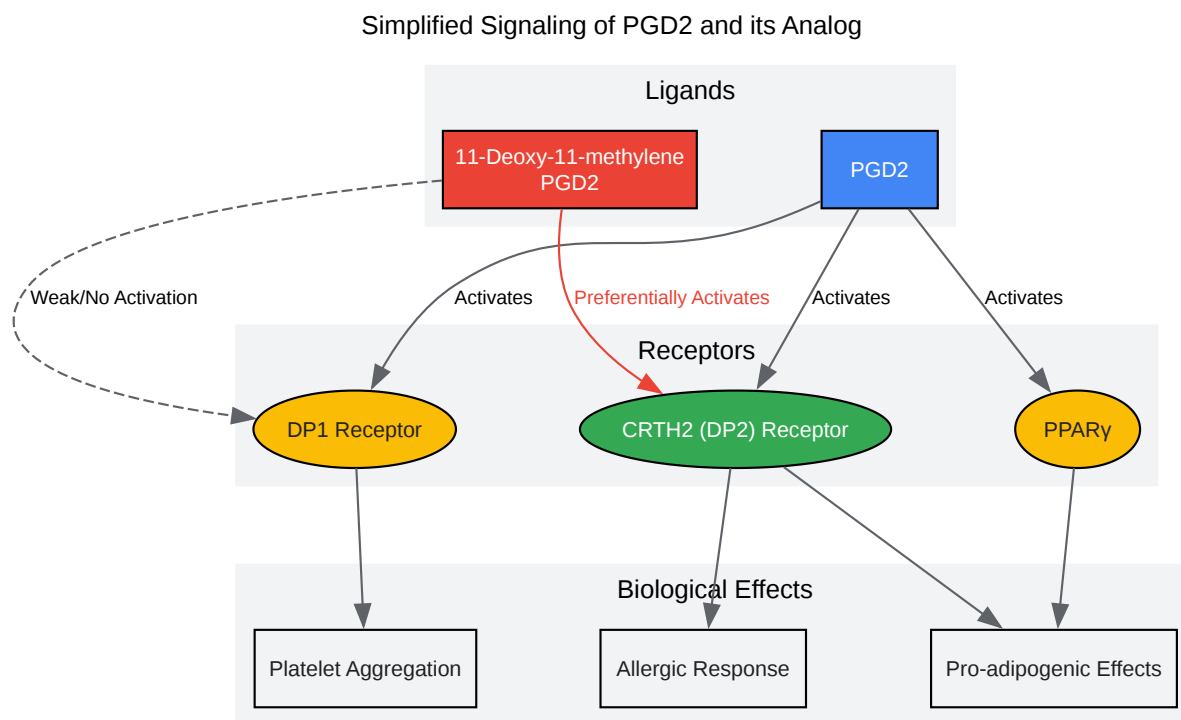 Simplified Signaling of PGD2 and its Analog
Ligands
11-Deoxy-11-methylene
PGD2
PGD2
Weak/No Activation
Activates
Preferentially Activates
Activates
Activates
Receptors
DP1 Receptor
CRTH2 (DP2) Receptor
PPARγ
Biological Effects
Platelet Aggregation
Allergic Response
Pro-adipogenic Effects